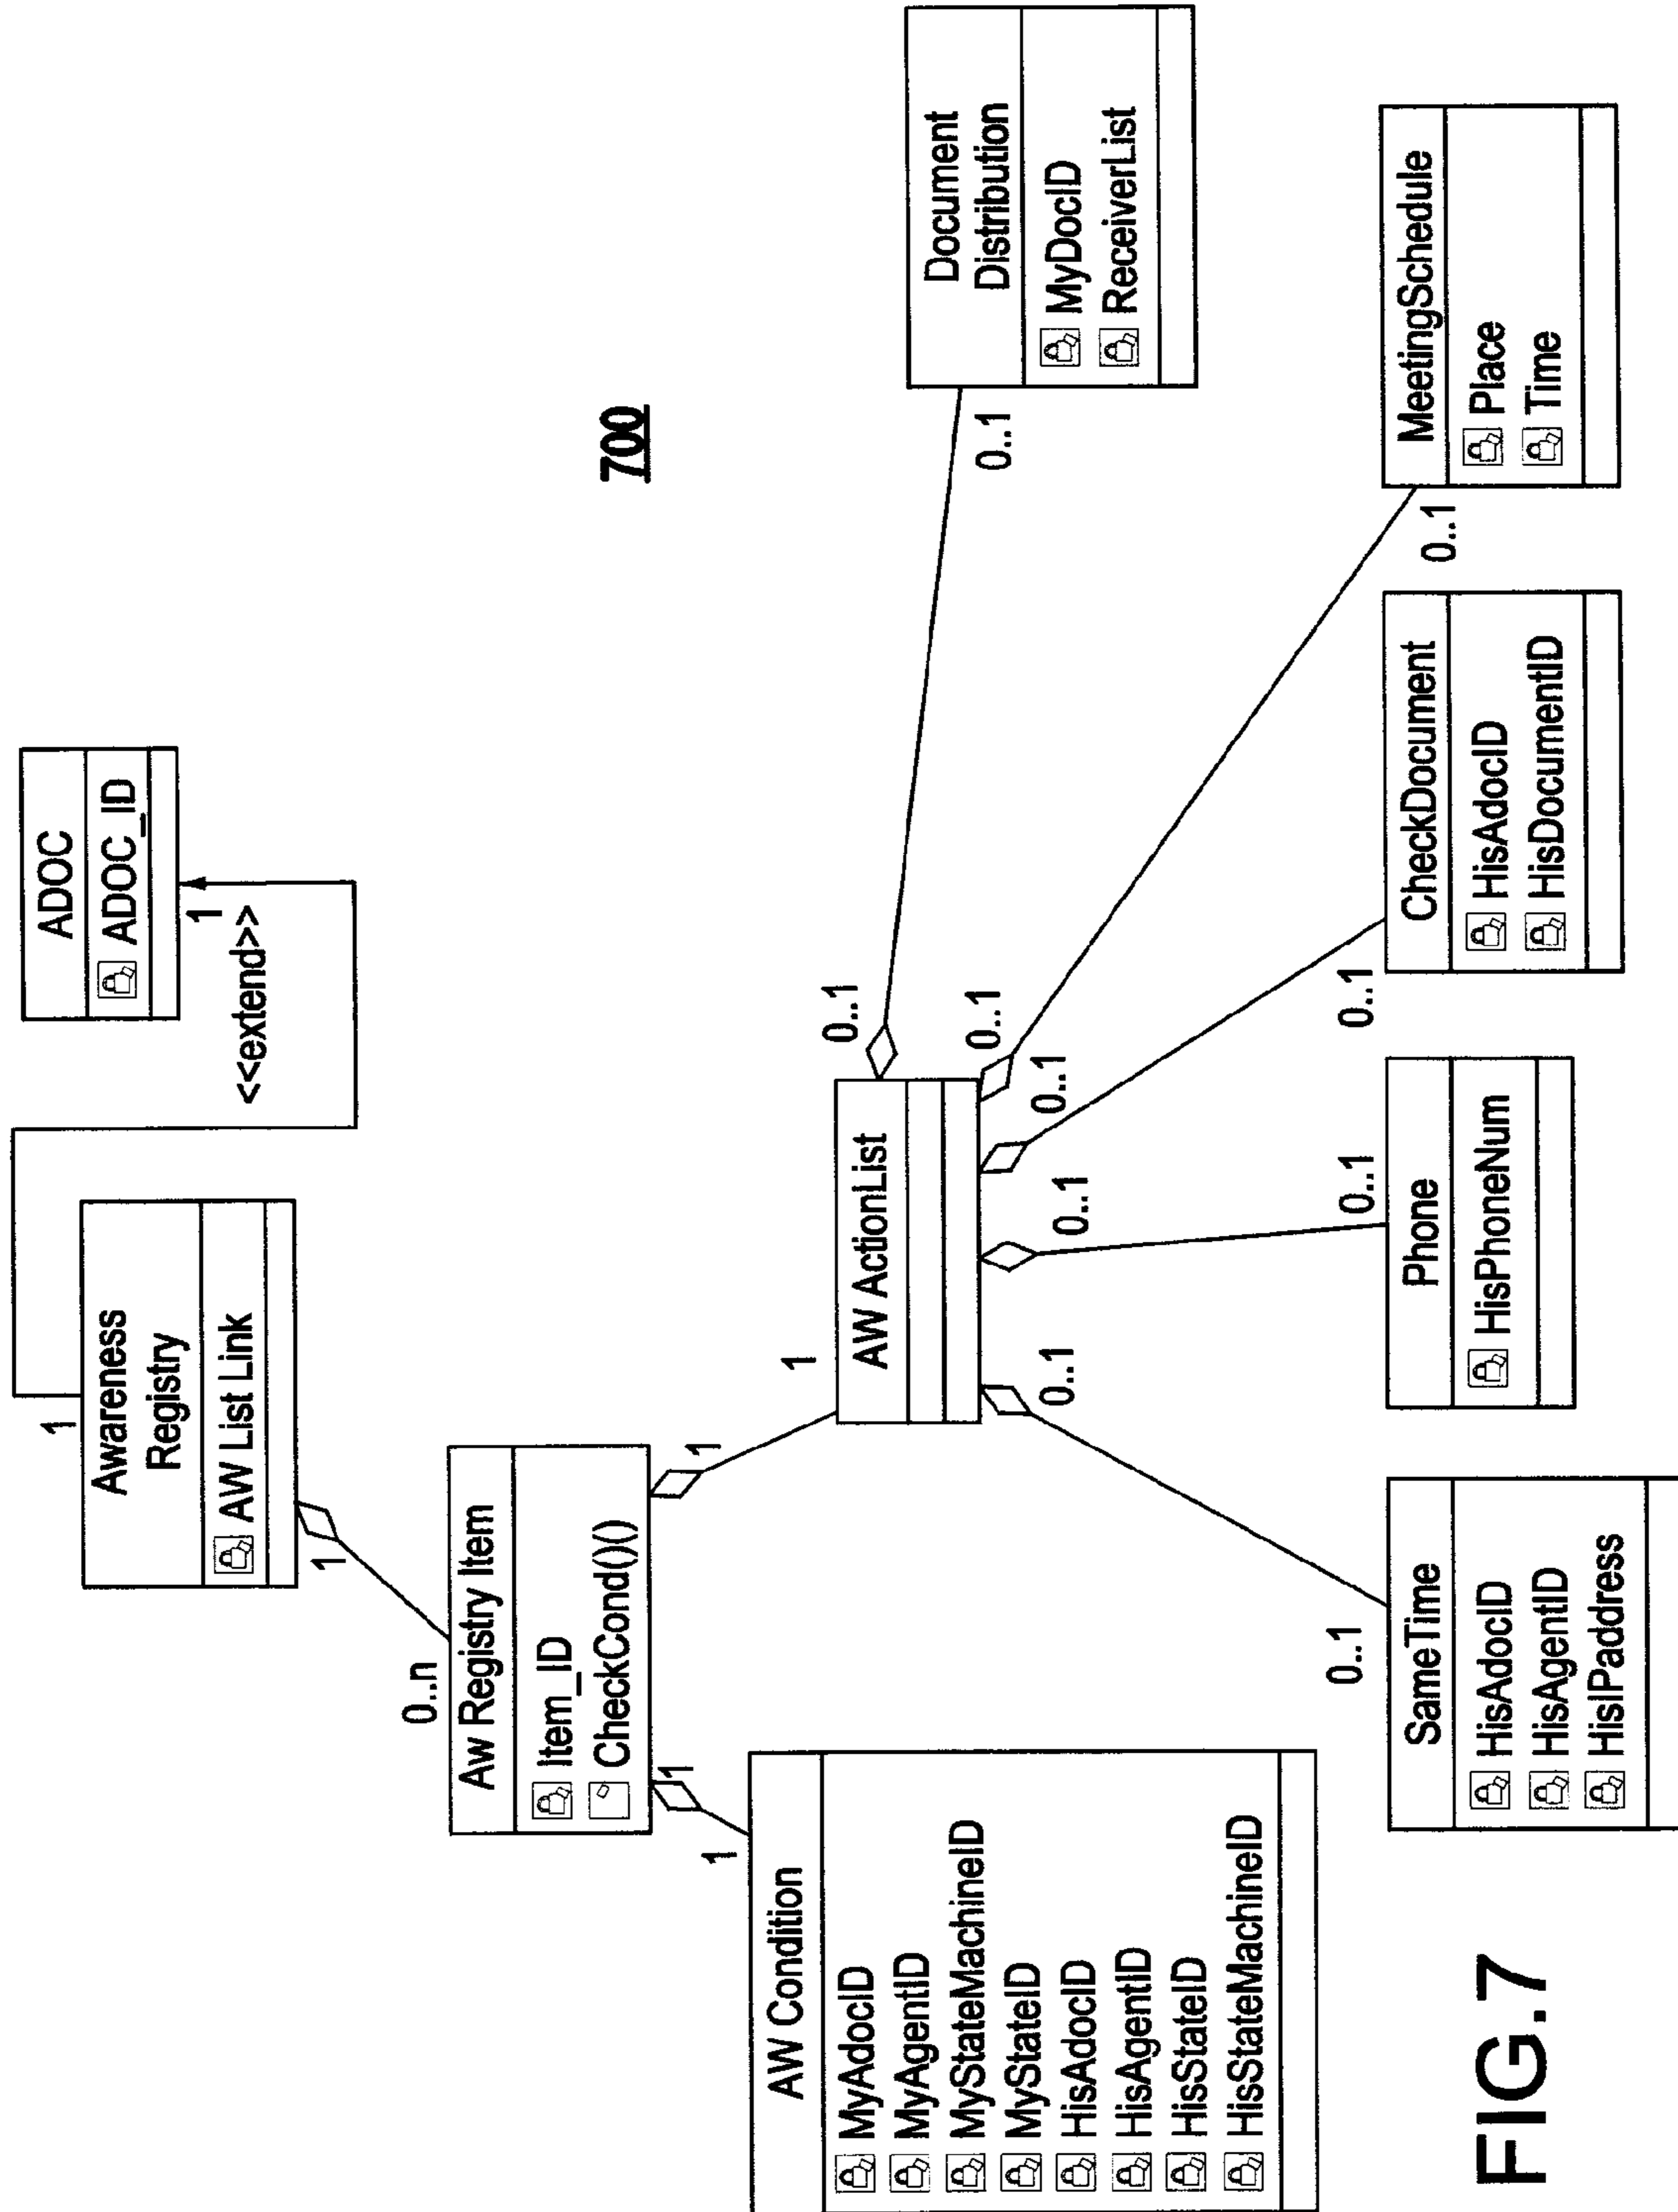 700
ADOC
ADOC_ID
1
<<extend>>
1
Awareness
Registry
AW List Link
1
0..n
Aw Registry Item
Item_ID
CheckCond()()
1
1
1
1
AW Condition
MyAdocID
MyAgentID
MyStateMachineID
MyStateID
HisAdocID
HisAgentID
HisStateID
HisStateMachineID
AW ActionList
0..1
0..1
0..1
0..1
0..1
0..1
Document
Distribution
MyDocID
ReceiverList
0..1
SameTime
HisAdocID
HisAgentID
HisIPaddress
0..1
Phone
HisPhoneNum
0..1
CheckDocument
HisAdocID
HisDocumentID
0..1
MeetingSchedule
Place
Time
FIG.7